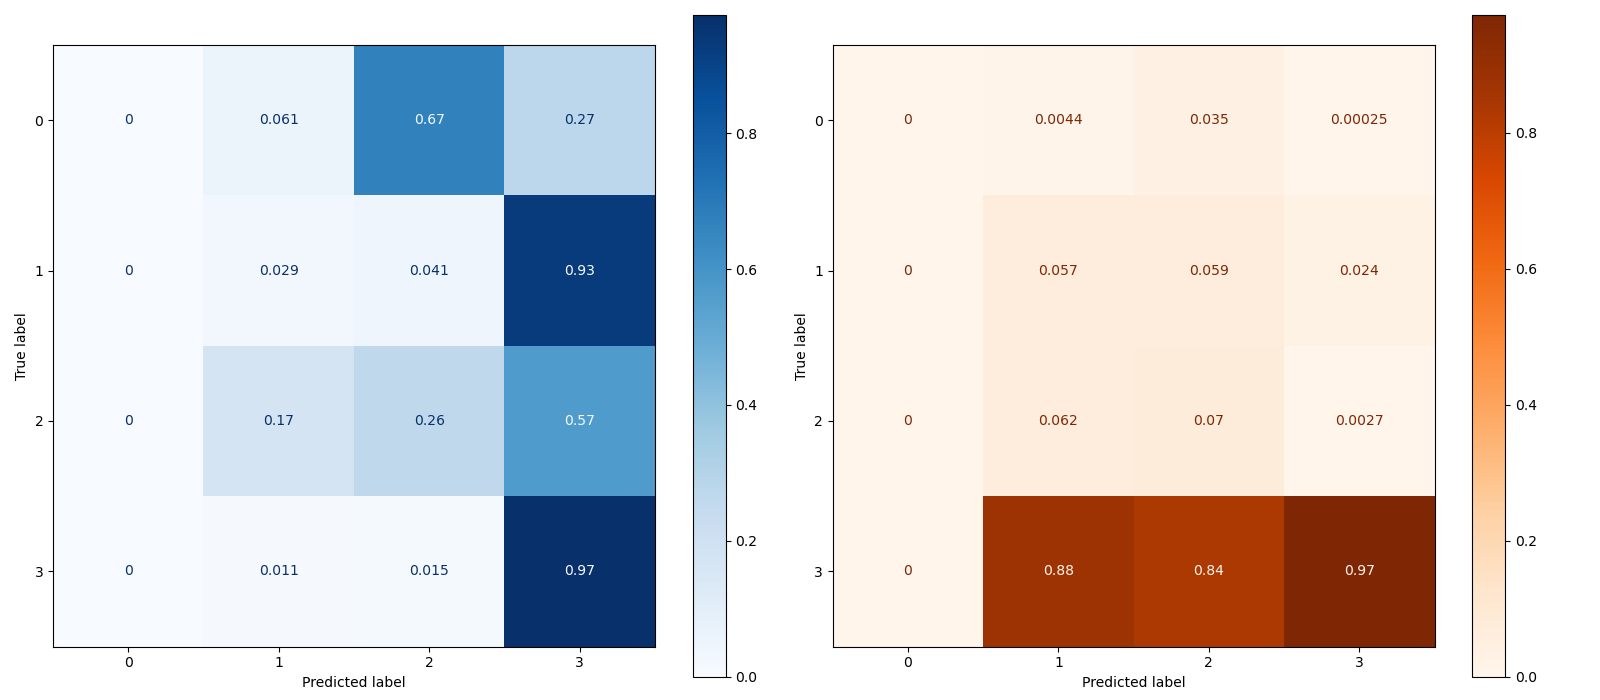 0 0 0.061 0.67 0.27
1 0 0.029 0.041 0.93
2 0 0.17 0.26 0.57
3 0 0.011 0.015 0.97
0 1 2 3
True label
Predicted label
0.8
0.6
0.4
0.2
0.0
0 0 0.0044 0.035 0.00025
1 0 0.057 0.059 0.024
2 0 0.062 0.07 0.0027
3 0 0.88 0.84 0.97
0 1 2 3
True label
Predicted label
0.8
0.6
0.4
0.2
0.0